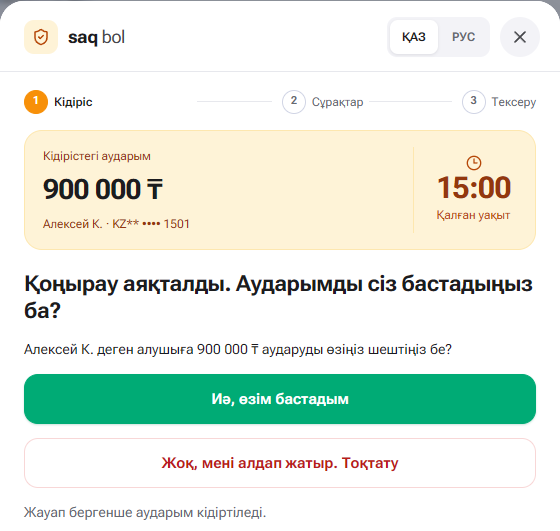 saq bol
ҚАЗ
РУС
1 Кідіріс
2 Сұрақтар
3 Тексеру
Кідірістегі аударым
900 000 ₸
Алексей К. · KZ** •••• 1501
15:00
Қалған уақыт
Қоңырау аяқталды. Аударымды сіз бастадыңыз
ба?
Алексей К. деген алушыға 900 000 ₸ аударуды өзіңіз шештіңіз бе?
Иә, өзім бастадым
Жоқ, мені алдап жатыр. Тоқтату
Жауап бергенше аударым кідіртіледі.